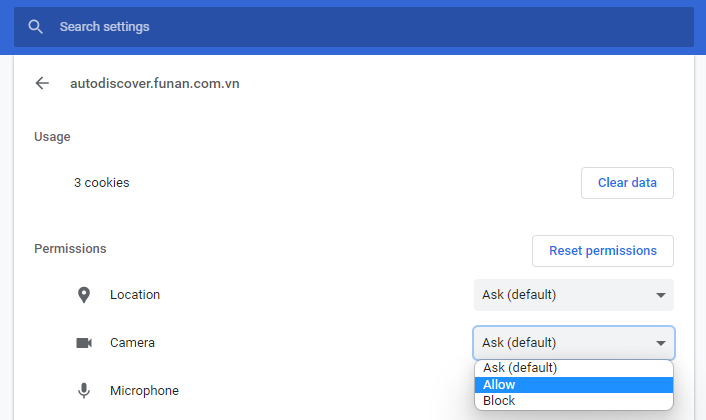 Search settings
autodiscover.funan.com.vn
Usage
3 cookies
Clear data
Permissions
Reset permissions
Location
Ask (default)
Camera
Ask (default)
Ask (default)
Allow
Block
Microphone